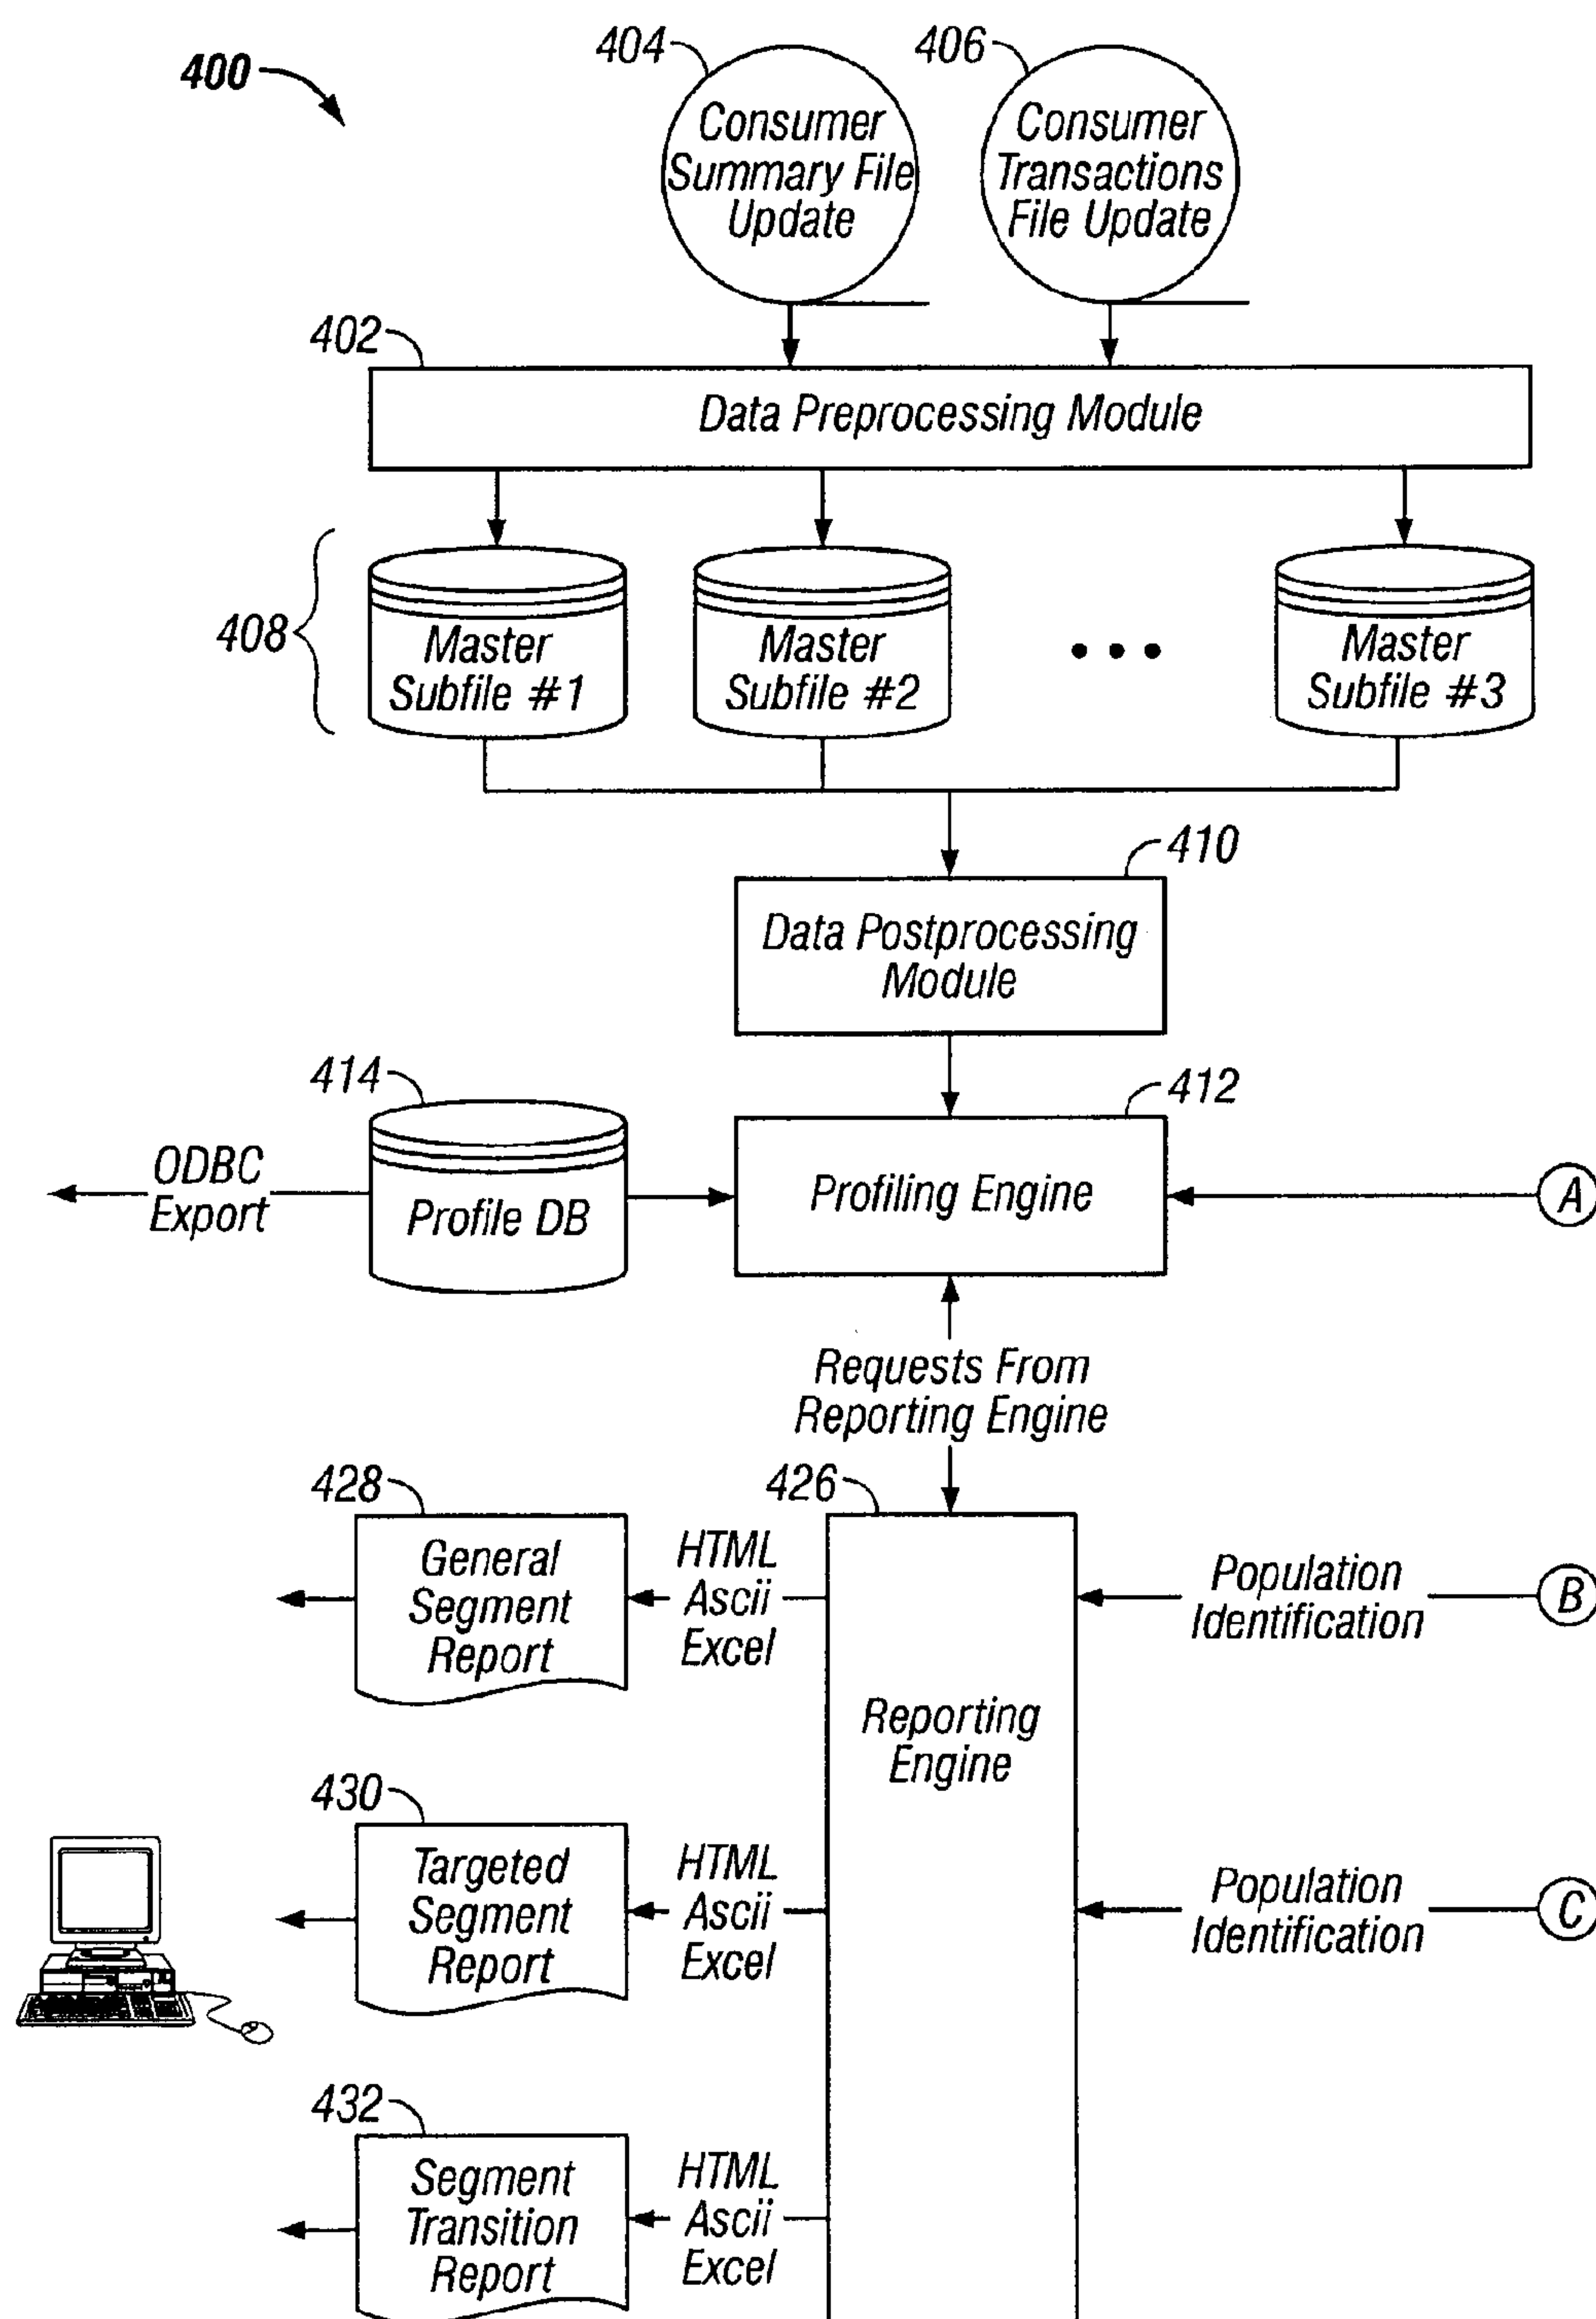 400
404
406
Consumer
Summary File
Update
Consumer
Transactions
File Update
402
Data Preprocessing Module
408
Master
Subfile #1
Master
Subfile #2
• • •
Master
Subfile #3
410
Data Postprocessing
Module
414
412
ODBC
Export
Profile DB
Profiling Engine
A
Requests From
Reporting Engine
428
426
General
Segment
Report
HTML
Ascii
Excel
Population
Identification
B
Reporting
Engine
430
Targeted
Segment
Report
HTML
Ascii
Excel
Population
Identification
C
432
Segment
Transition
Report
HTML
Ascii
Excel